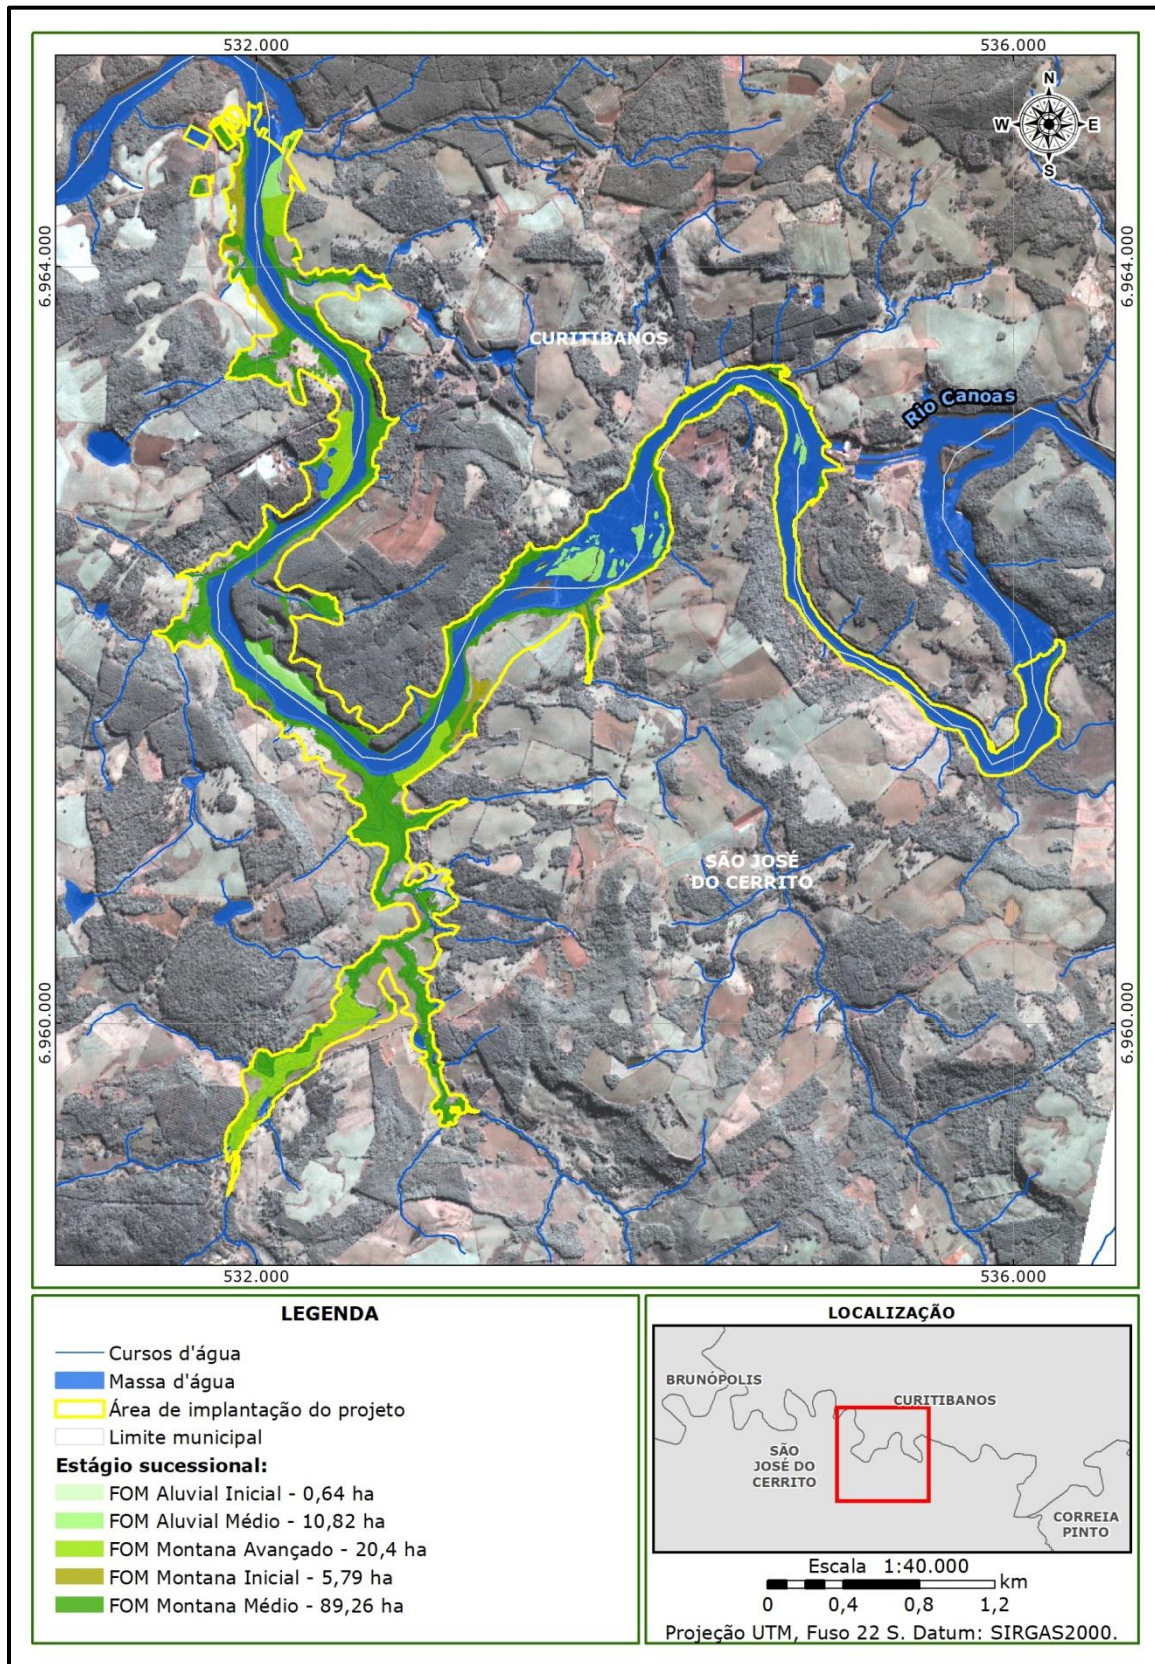 532.000
536.000
N
W
E
S
6.964.000
6.964.000
CURITIBANOS
Rio Canoas
SÃO JOSÉ
DO CERRITO
6.960.000
6.960.000
532.000
536.000
LEGENDA
Cursos d'água
Massa d'água
Área de implantação do projeto
Limite municipal
Estágio sucessional:
FOM Aluvial Inicial - 0,64 ha
FOM Aluvial Médio - 10,82 ha
FOM Montana Avançado - 20,4 ha
FOM Montana Inicial - 5,79 ha
FOM Montana Médio - 89,26 ha
LOCALIZAÇÃO
BRUNÓPOLIS
CURITIBANOS
SÃO
JOSÉ DO
CERRITO
CORREIA
PINTO
Escala 1:40.000
km
0 0,4 0,8 1,2
Projeção UTM, Fuso 22 S. Datum: SIRGAS2000.